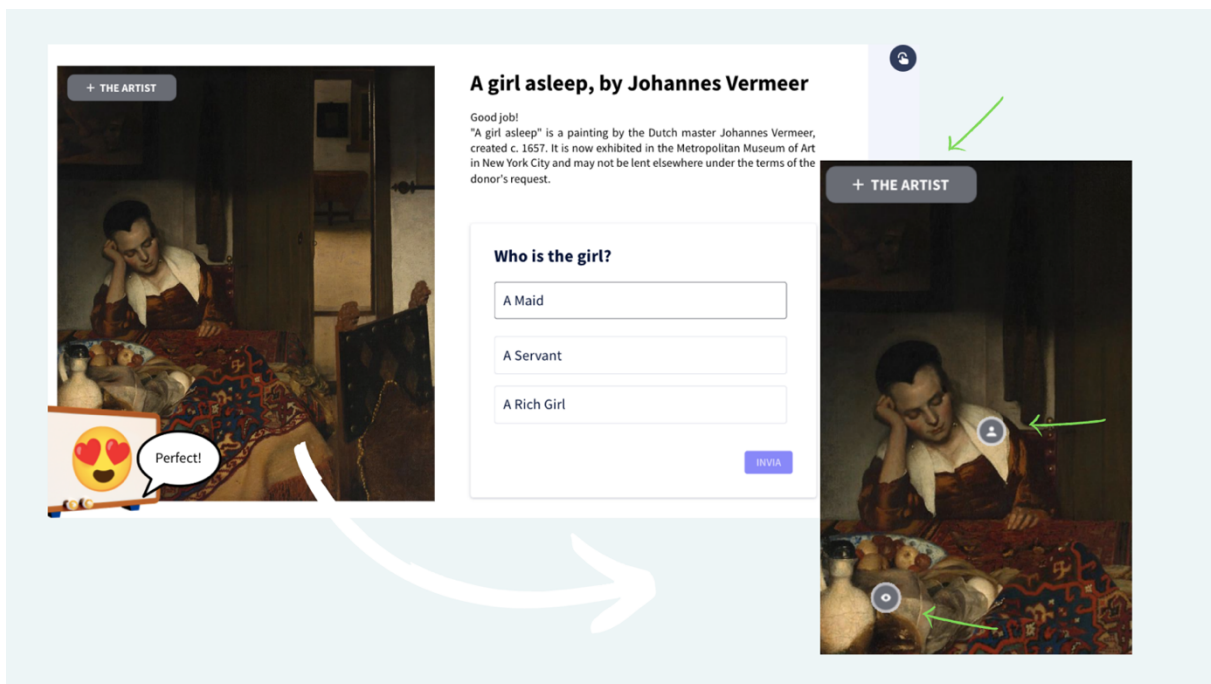 + THE ARTIST
A girl asleep, by Johannes Vermeer
Good job!
"A girl asleep" is a painting by the Dutch master Johannes Vermeer,
created c. 1657. It is now exhibited in the Metropolitan Museum of Art
in New York City and may not be lent elsewhere under the terms of the
donor's request.
Who is the girl?
A Maid
A Servant
A Rich Girl
INVIA
Perfect!
+ THE ARTIST